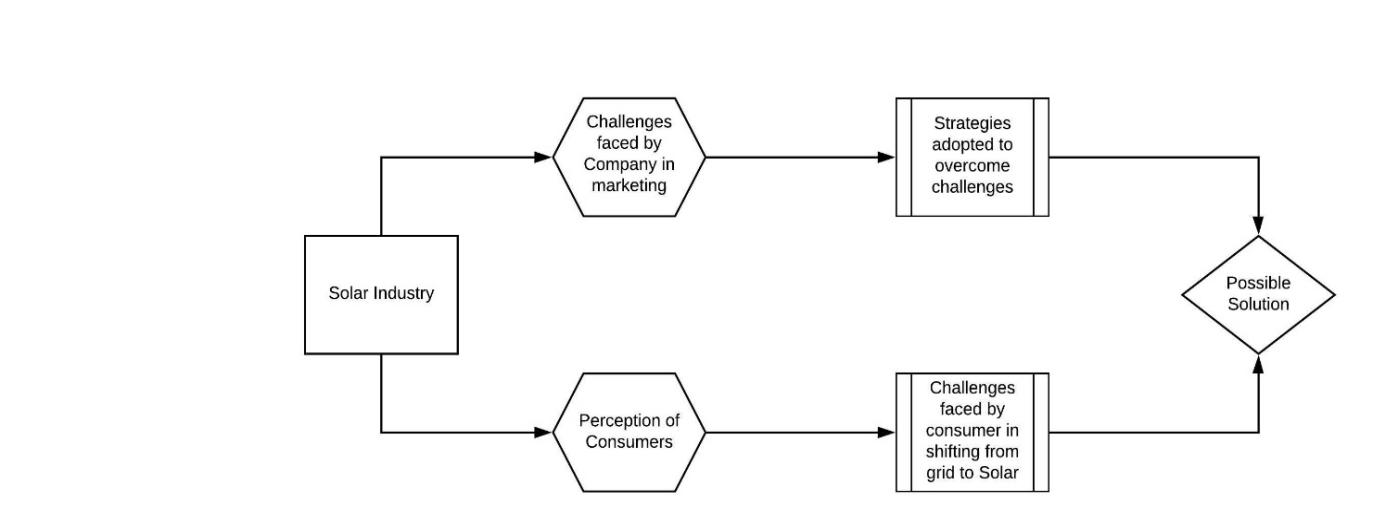 Challenges
faced by
Company in
marketing
Strategies
adopted to
overcome
challenges
Solar Industry
Possible
Solution
Perception of
Consumers
Challenges
faced by
consumer in
shifting from
grid to Solar